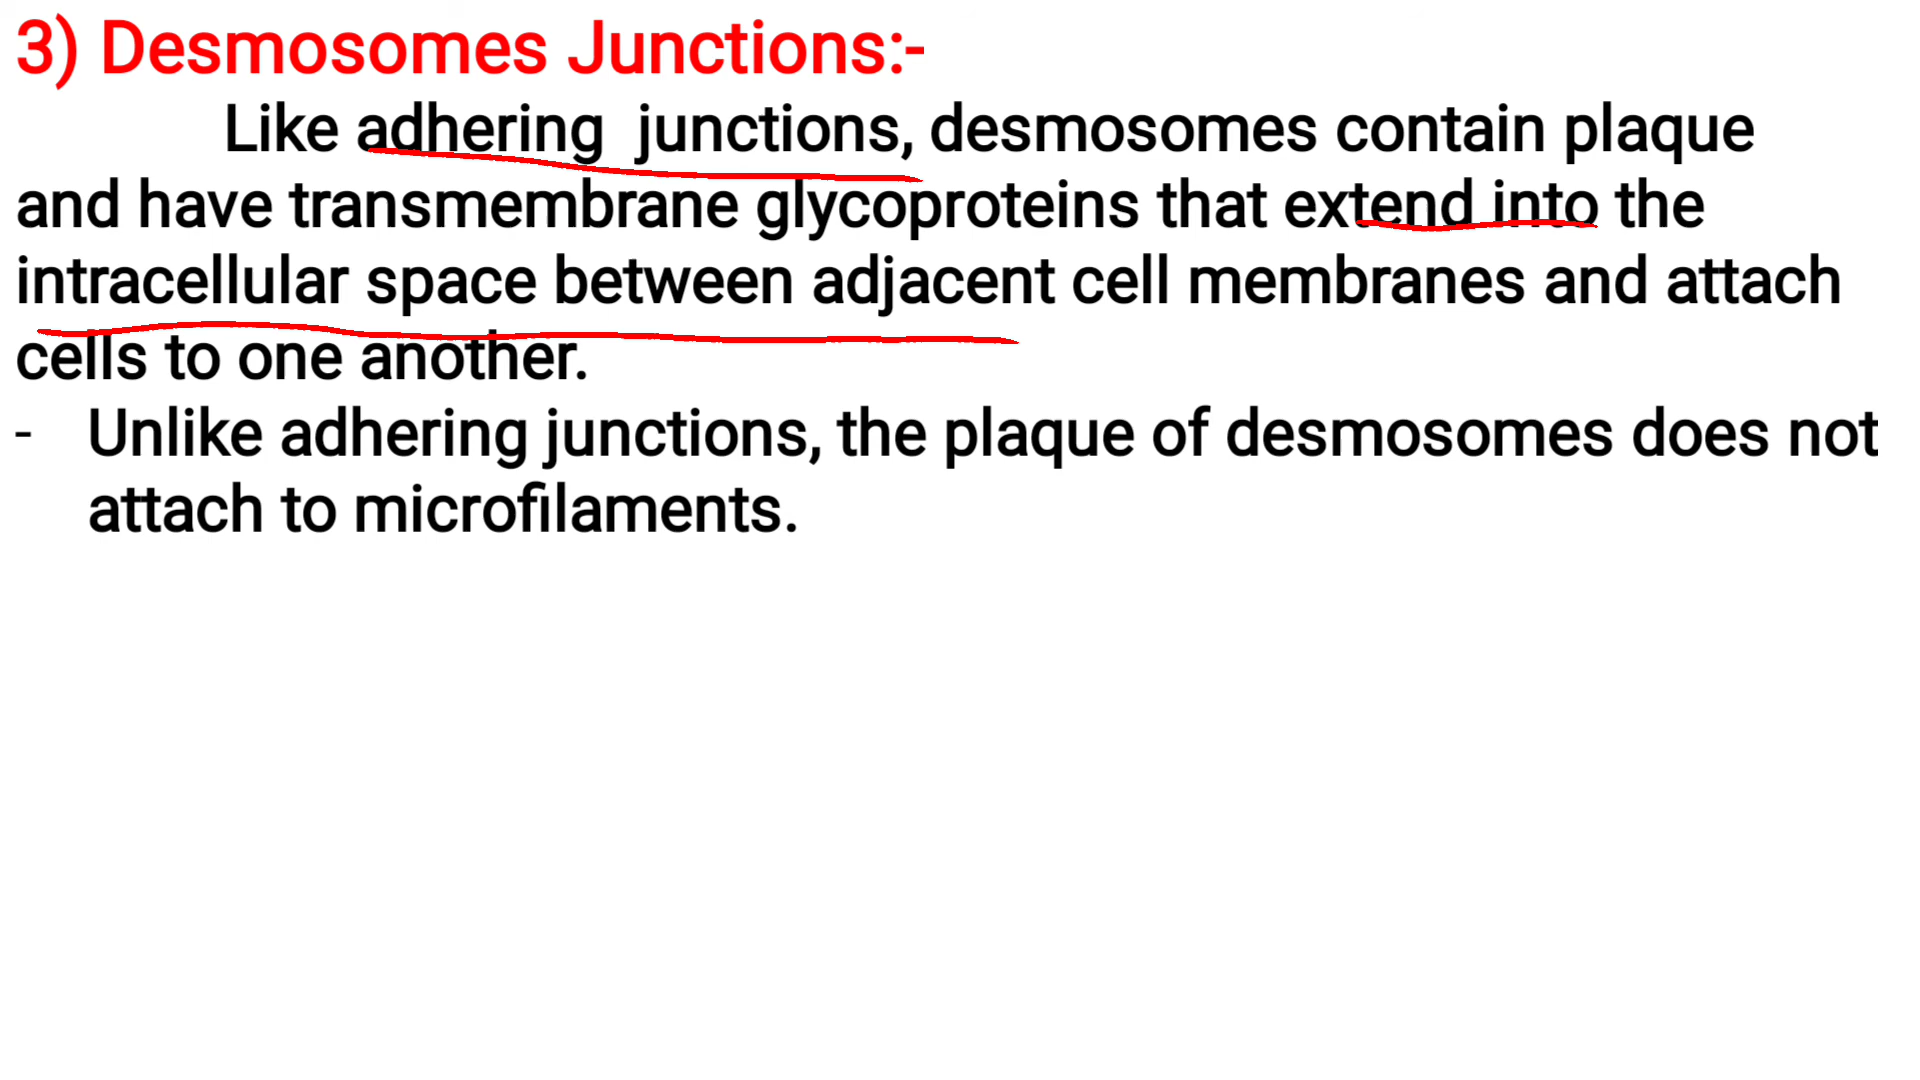 3) Desmosomes Junctions:-
Like adhering junctions, desmosomes contain plaque
and have transmembrane glycoproteins that extend into the
intracellular space between adjacent cell membranes and attach
cells to one another.
- Unlike adhering junctions, the plaque of desmosomes does not
attach to microfilaments.